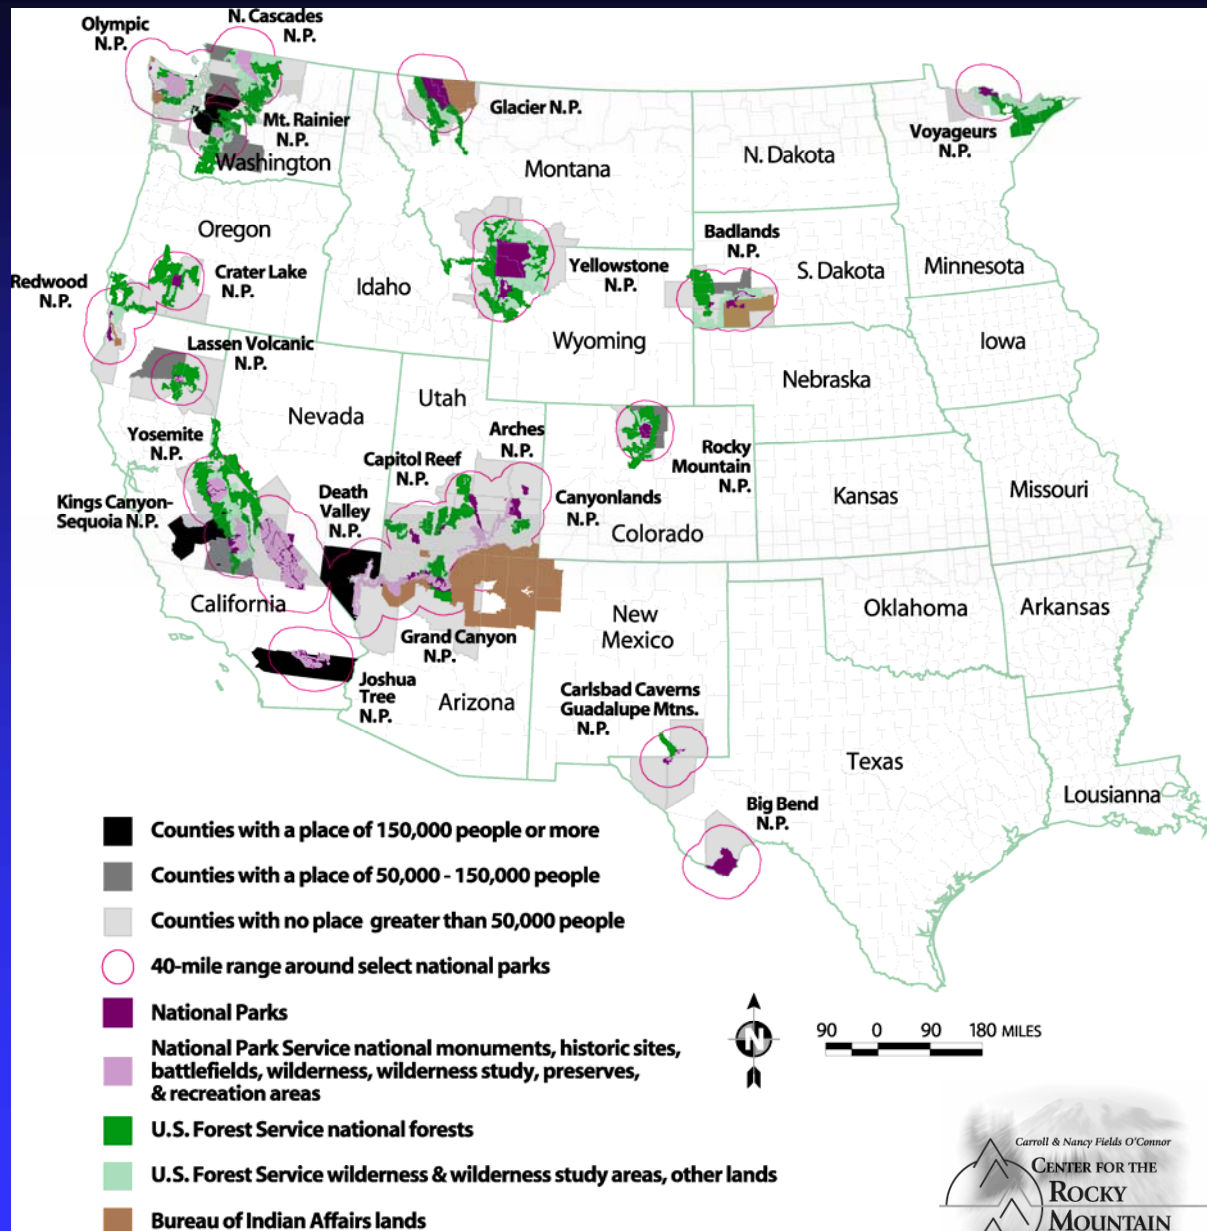 Olympic
N.P.
N. Cascades
N.P.
Mt. Rainier
N.P.
Washington
Glacier N.P.
Montana
N. Dakota
Voyageurs
N.P.
Oregon
Redwood
N.P.
Crater Lake
N.P.
Idaho
Yellowstone
N.P.
Badlands
N.P.
S. Dakota
Minnesota
Wyoming
Iowa
Lassen Volcanic
N.P.
Nevada
Utah
Nebraska
Yosemite
N.P.
Kings Canyon-
Sequoia N.P.
Death
Valley
N.P.
Capitol Reef
N.P.
Arches
N.P.
Canyonlands
N.P.
Rocky
Mountain
N.P.
Colorado
Kansas
Missouri
California
Grand Canyon
N.P.
New
Mexico
Oklahoma
Arkansas
Joshua
Tree
N.P.
Arizona
Carlsbad Caverns
Guadalupe Mtns.
N.P.
Texas
Big Bend
N.P.
Lousianna
Counties with a place of 150,000 people or more
Counties with a place of 50,000 - 150,000 people
Counties with no place greater than 50,000 people
40-mile range around select national parks
National Parks
National Park Service national monuments, historic sites,
battlefields, wilderness, wilderness study, preserves,
& recreation areas
U.S. Forest Service national forests
U.S. Forest Service wilderness & wilderness study areas, other lands
Bureau of Indian Affairs lands
N
90 0 90 180 MILES
Carroll & Nancy Fields O'Connor
CENTER FOR THE
ROCKY
MOUNTAIN